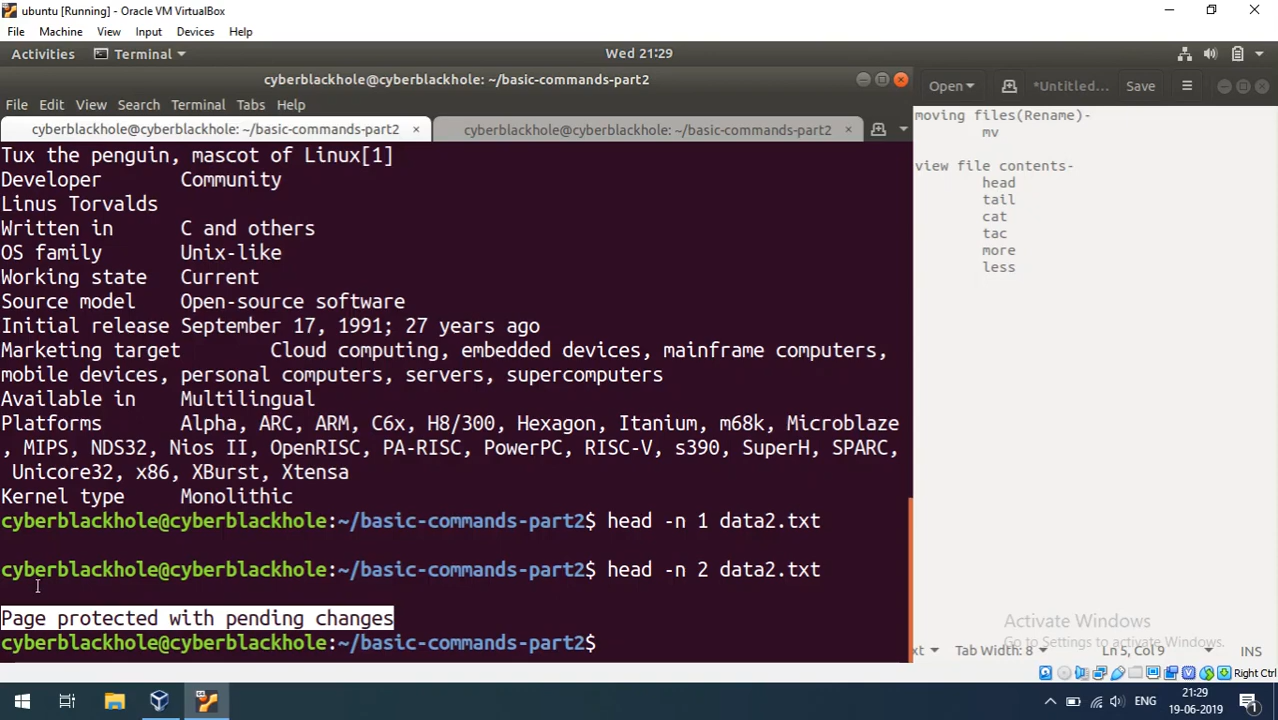 ubuntu [Running] - Oracle VM VirtualBox
File Machine View Input Devices Help
Activities Terminal Wed 21:29
cyberblackhole@cyberblackhole: ~/basic-commands-part2
Open *Untitled... Save
File Edit View Search Terminal Tabs Help
cyberblackhole@cyberblackhole: ~/basic-commands-part2 × cyberblackhole@cyberblackhole: ~/basic-commands-part2 ×
Tux the penguin, mascot of Linux[1]
Developer Community
Linus Torvalds
Written in C and others
OS family Unix-like
Working state Current
Source model Open-source software
Initial release September 17, 1991; 27 years ago
Marketing target Cloud computing, embedded devices, mainframe computers,
mobile devices, personal computers, servers, supercomputers
Available in Multilingual
Platforms Alpha, ARC, ARM, C6x, H8/300, Hexagon, Itanium, m68k, Microblaze
, MIPS, NDS32, Nios II, OpenRISC, PA-RISC, PowerPC, RISC-V, s390, SuperH, SPARC,
Unicore32, x86, XBurst, Xtensa
Kernel type Monolithic
cyberblackhole@cyberblackhole:~/basic-commands-part2$ head -n 1 data2.txt
cyberblackhole@cyberblackhole:~/basic-commands-part2$ head -n 2 data2.txt
Page protected with pending changes
cyberblackhole@cyberblackhole:~/basic-commands-part2$
moving files(Rename)-
mv
view file contents-
head
tail
cat
tac
more
less
Activate Windows
Go to Settings to activate Windows.
xt Tab Width: 8 Ln 5, Col 9 INS
Right Ctrl
ENG
21:29
19-06-2019
1